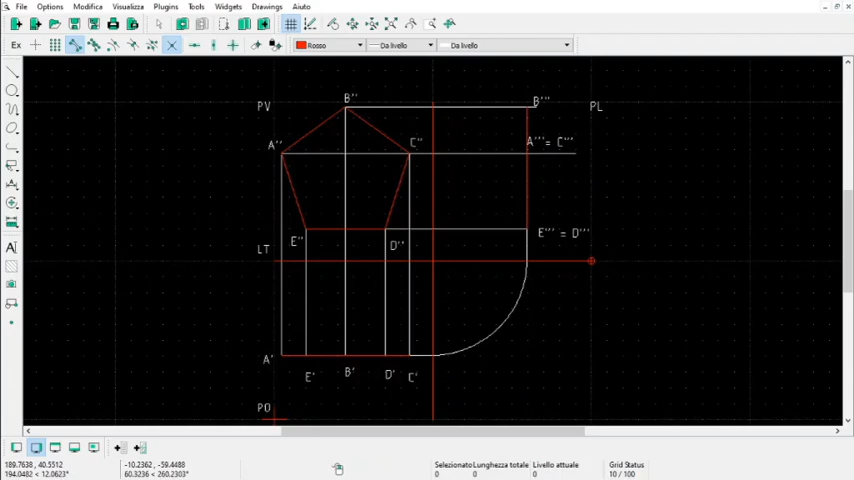 File Options Modifica Visualizza Plugins Tools Widgets Drawings Aiuto
Ex Rosso Da livello Da livello
B''
B'''
PV
PL
A''
C''
A'''= C'''
E''
D''
E''' = D'''
LT
A'
E'
B'
D'
C'
PO
189.7638, 40.5512
194.0482 < 12.0623°
-10.2362, -59.4488
60.3236 < 260.2303°
Selezionato Lunghezza totale
0 0
Livello attuale
0
Grid Status
10 / 100